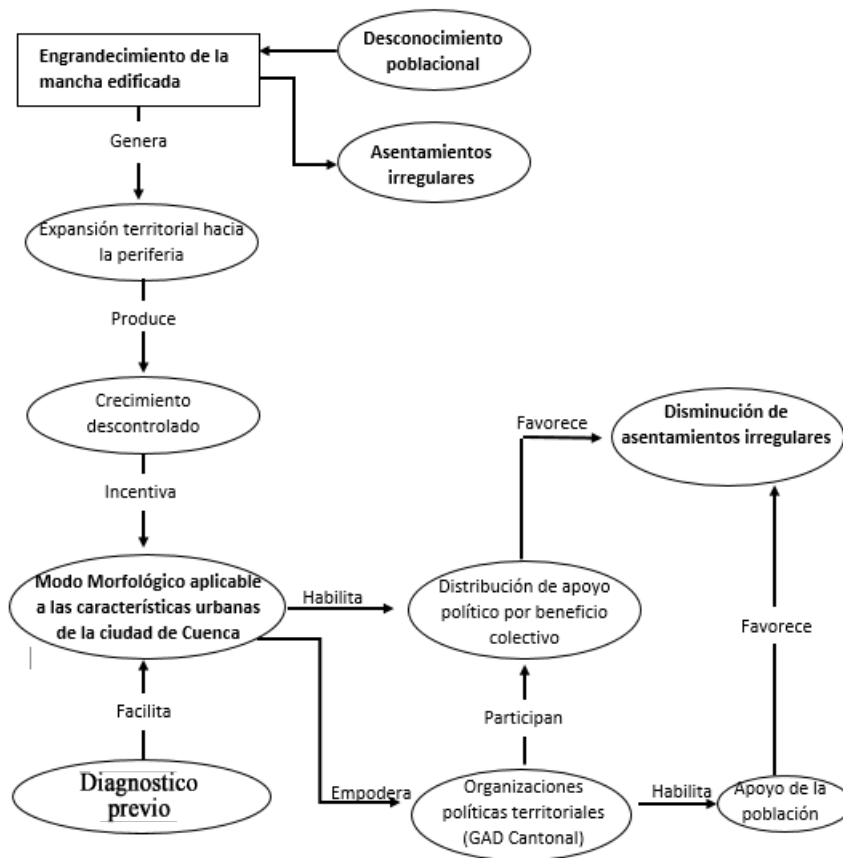 Engrandecimiento de la
mancha edificada
Desconocimiento
poblacional
Genera
Asentamientos
irregulares
Expansión territorial hacia
la periferia
Produce
Crecimiento
descontrolado
Favorece
Disminución de
asentamientos irregulares
Incentiva
Modo Morfológico aplicable
a las características urbanas
de la ciudad de Cuenca
Habilita
Distribución de apoyo
político por beneficio
colectivo
Favorece
Facilita
Participan
Diagnostico
previo
Empodera
Organizaciones
políticas territoriales
(GAD Cantonal)
Habilita
Apoyo de la
población